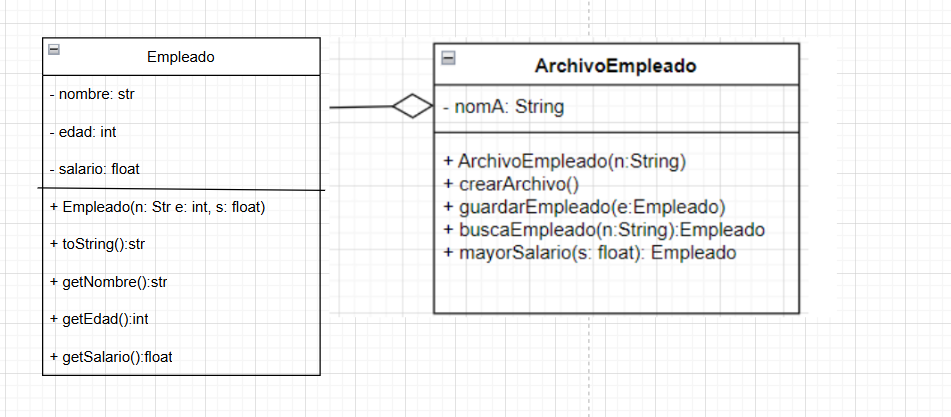 Empleado
- nombre: str
- edad: int
- salario: float
+ Empleado(n: Str e: int, s: float)
+ toString():str
+ getNombre():str
+ getEdad():int
+ getSalario():float
ArchivoEmpleado
- nomA: String
+ ArchivoEmpleado(n:String)
+ crearArchivo()
+ guardarEmpleado(e:Empleado)
+ buscaEmpleado(n:String):Empleado
+ mayorSalario(s: float): Empleado